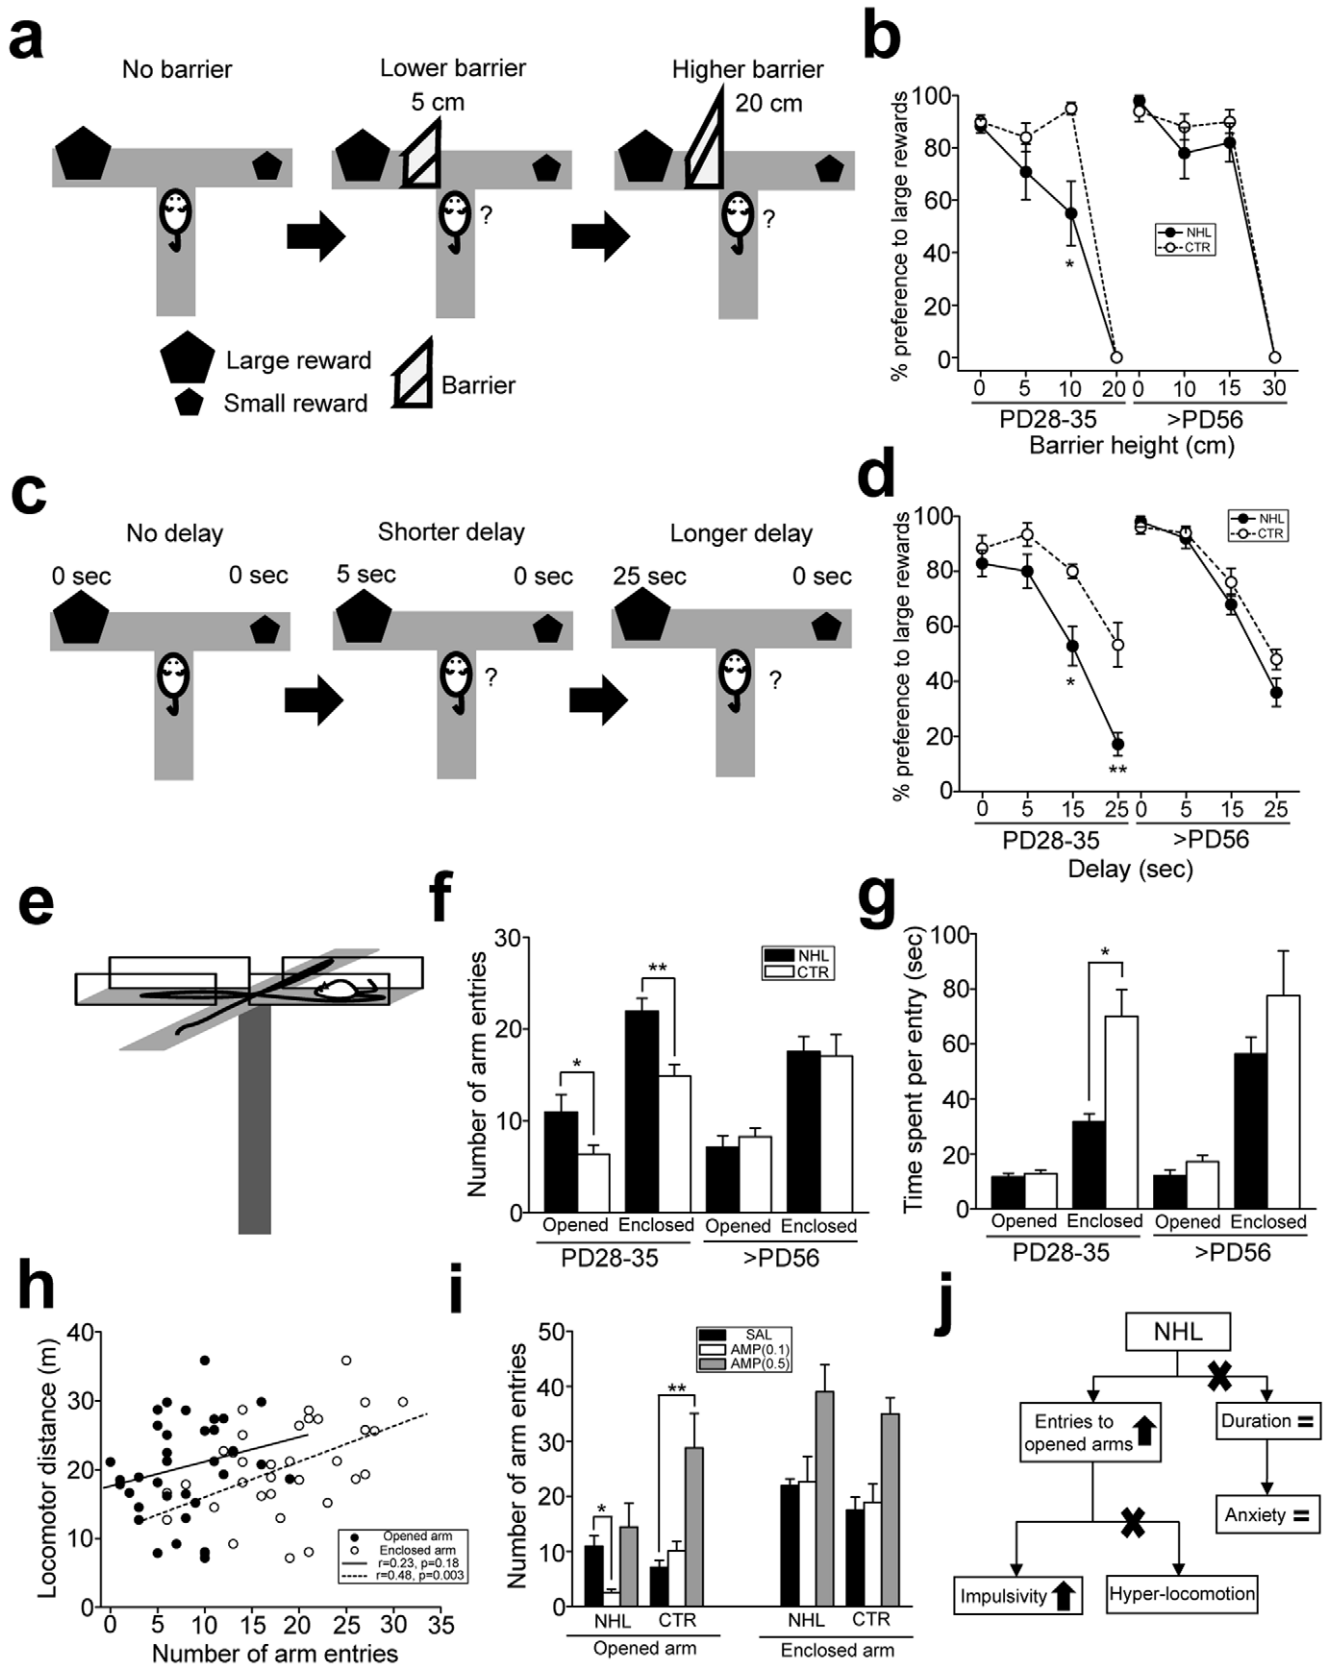 a
No barrier
Lower barrier
5 cm
Higher barrier
20 cm
?
?
Large reward
Small reward
Barrier
b
% preference to large rewards
100
80
60
40
20
0
NHL
CTR
*
0 5 10 20 0 10 15 30
PD28-35 >PD56
Barrier height (cm)
c
No delay
Shorter delay
Longer delay
0 sec 0 sec
5 sec 0 sec
25 sec 0 sec
?
?
d
% preference to large rewards
100
80
60
40
20
0
NHL
CTR
*
**
0 5 15 25 0 5 15 25
PD28-35 >PD56
Delay (sec)
e
f
Number of arm entries
30
20
10
0
NHL
CTR
*
**
Opened Enclosed Opened Enclosed
PD28-35 >PD56
g
Time spent per entry (sec)
100
80
60
40
20
0
*
Opened Enclosed Opened Enclosed
PD28-35 >PD56
h
Locomotor distance (m)
40
30
20
10
0
Opened arm
Enclosed arm
r=0.23, p=0.18
r=0.48, p=0.003
0 5 10 15 20 25 30 35
Number of arm entries
i
Number of arm entries
50
40
30
20
10
0
SAL
AMP(0.1)
AMP(0.5)
*
**
NHL CTR NHL CTR
Opened arm Enclosed arm
j
NHL
Entries to
opened arms
Duration =
Anxiety =
Impulsivity
Hyper-locomotion